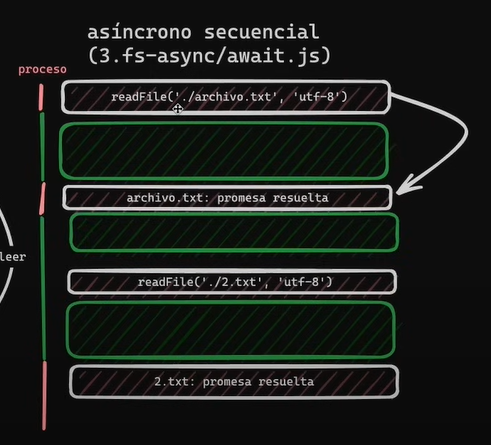 asíncrono secuencial
(3.fs-async/await.js)
proceso
readFile('./archivo.txt', 'utf-8')
archivo.txt: promesa resuelta
leer
readFile('./2.txt', 'utf-8')
2.txt: promesa resuelta